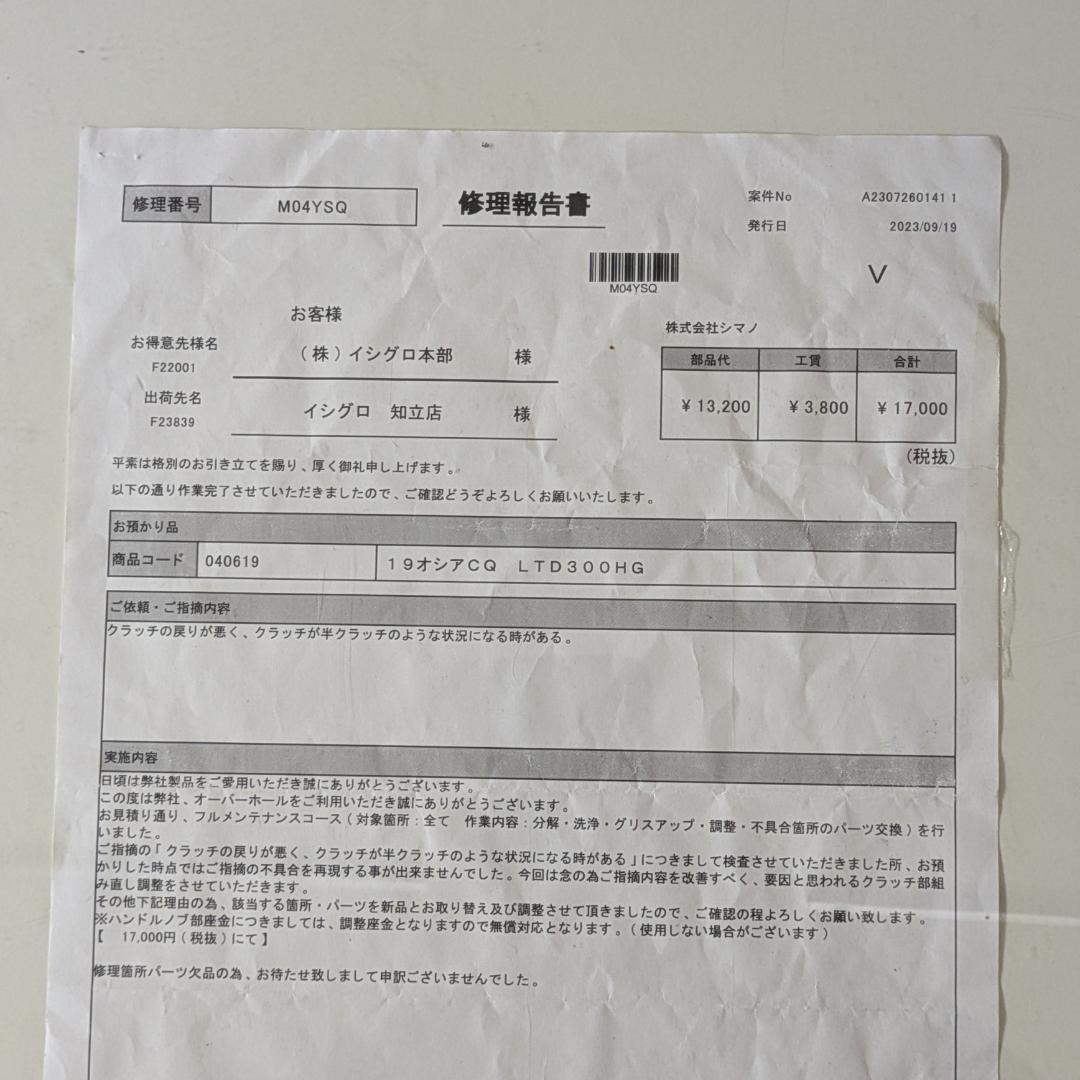 修理番号 M04YSQ
修理報告書
案件No A2307260141 1
発行日 2023/09/19
M04YSQ
V
お客様
お得意先様名
F22001
(株)イシグロ本部 様
出荷先名
F23839
イシグロ 知立店 様
株式会社シマノ
部品代 工賃 合計
¥13,200 ¥3,800 ¥17,000
(税抜)
平素は格別のお引き立てを賜り、厚く御礼申し上げます。
以下の通り作業完了させていただきましたので、ご確認どうぞよろしくお願いいたします。
お預かり品
商品コード 040619 19オシアCQ LTD300HG
ご依頼・ご指摘内容
クラッチの戻りが悪く、クラッチが半クラッチのような状況になる時がある。
実施内容
日頃は弊社製品をご愛用いただき誠にありがとうございます。
この度は弊社、オーバーホールをご利用いただき誠にありがとうございます。
お見積り通り、フルメンテナンスコース(対象箇所:全て 作業内容:分解・洗浄・グリスアップ・調整・不具合箇所のパーツ交換)を行
いました。
ご指摘の「クラッチの戻りが悪く、クラッチが半クラッチのような状況になる時がある」につきまして検査させていただきました所、お預
かりした時点ではご指摘の不具合を再現する事が出来ませんでした。今回は念の為ご指摘内容を改善すべく、要因と思われるクラッチ部組
み直し調整をさせていただきます。
その他下記理由の為、該当する箇所・パーツを新品とお取り替え及び調整させて頂きましたので、ご確認の程よろしくお願い致します。
※ハンドルノブ部座金につきましては、調整座金となりますので無償対応となります。(使用しない場合がございます)
【 17,000円(税抜)にて】
修理箇所パーツ欠品の為、お待たせ致しまして申訳ございませんでした。